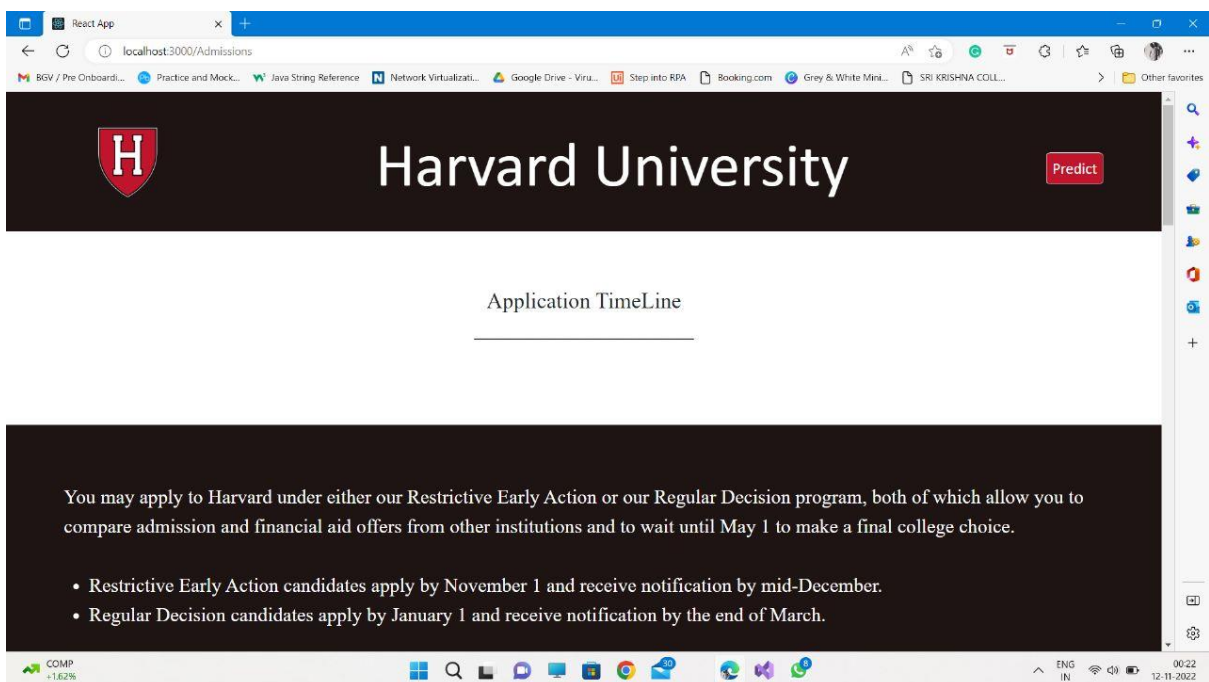 React App
localhost:3000/Admissions
BGV / Pre Onboardi... Practice and Mock... Java String Reference Network Virtualizati... Google Drive - Viru... Step into RPA Booking.com Grey & White Mini... SRI KRISHNA COLL... Other favorites
H Harvard University Predict
Application TimeLine
You may apply to Harvard under either our Restrictive Early Action or our Regular Decision program, both of which allow you to
compare admission and financial aid offers from other institutions and to wait until May 1 to make a final college choice.
• Restrictive Early Action candidates apply by November 1 and receive notification by mid-December.
• Regular Decision candidates apply by January 1 and receive notification by the end of March.
COMP 30 8 ENG 00:22
+1.62% IN 12-11-2022